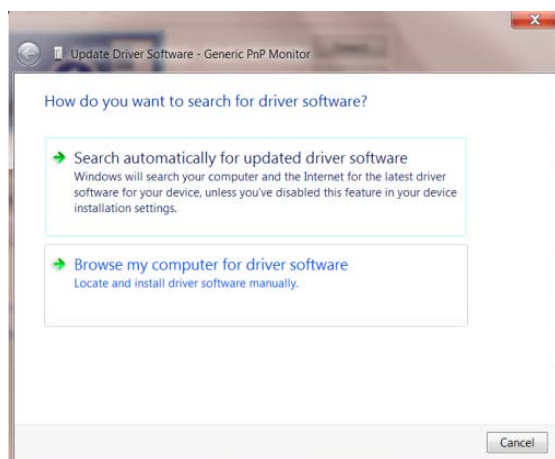 Update Driver Software - Generic PnP Monitor
How do you want to search for driver software?
Search automatically for updated driver software
Windows will search your computer and the Internet for the latest driver
software for your device, unless you've disabled this feature in your device
installation settings.
Browse my computer for driver software
Locate and install driver software manually.
Cancel